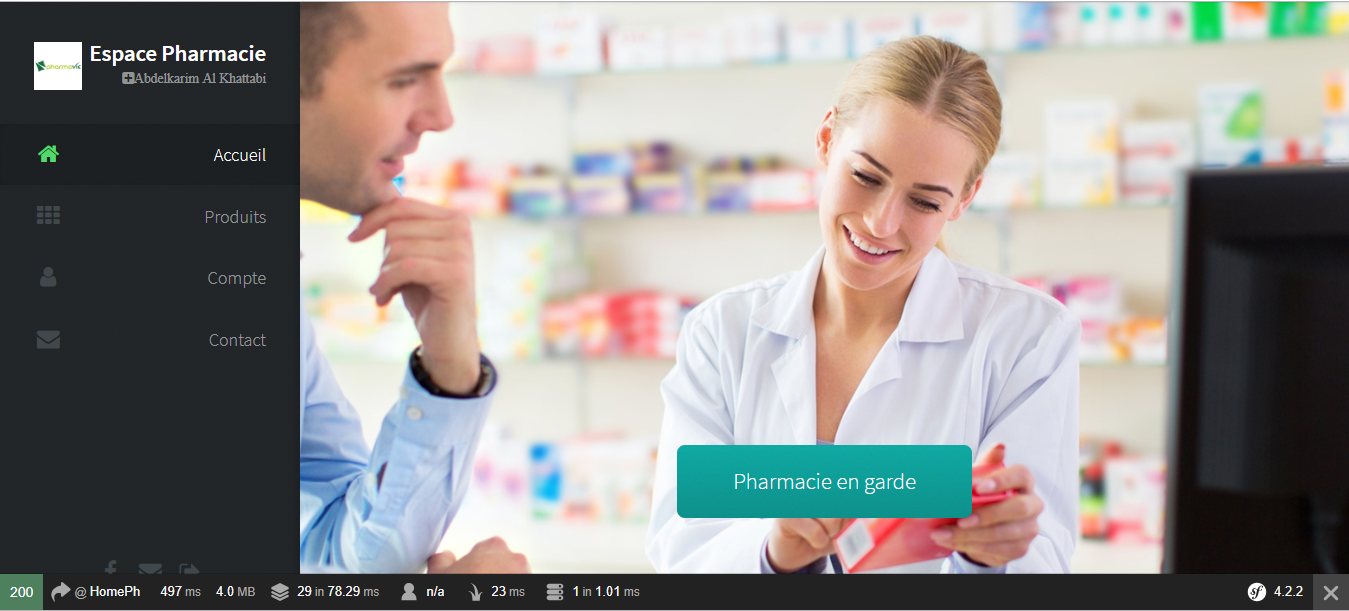 pharmavic
Espace Pharmacie
Abdelkarim Al Khattabi
Accueil
Produits
Compte
Contact
Pharmacie en garde
200 @ HomePh 497 ms 4.0 MB 29 in 78.29 ms n/a 23 ms 1 in 1.01 ms sf 4.2.2